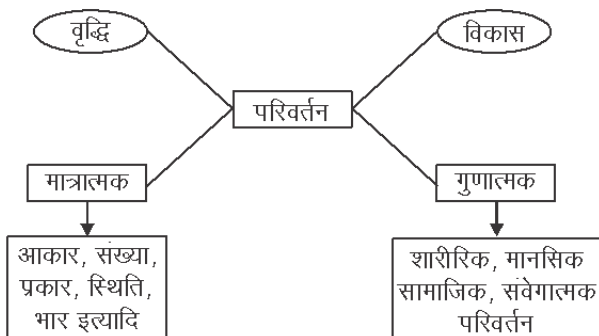 वृद्धि
विकास
परिवर्तन
मात्रात्मक
गुणात्मक
आकार, संख्या,
प्रकार, स्थिति,
भार इत्यादि
शारीरिक, मानसिक
सामाजिक, संवेगात्मक
परिवर्तन